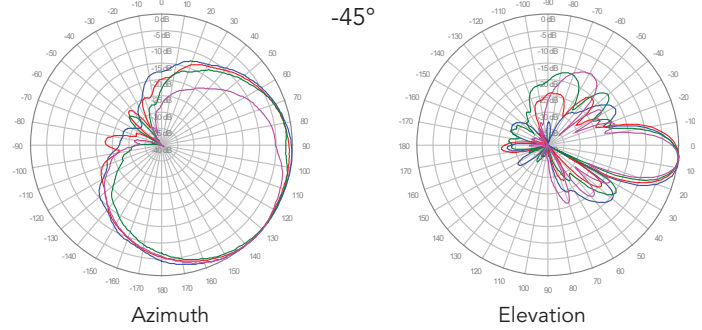 -45°
0
-10 10
-20 20
-30 30
-40 40
-50 50
-60 60
-70 70
-80 80
-90 90
-100 100
-110 110
-120 120
-130 130
-140 140
-150 150
-160 160
-170 180 170
0 dB
-5 dB
-10 dB
-15 dB
Azimuth
-90
-100 -80
-110 -70
-120 -60
-130 -50
-140 -40
-150 -30
-160 -20
-170 -10
180 0
170 10
160 20
150 30
140 40
130 50
120 60
110 70
100 90 80
0 dB
-5 dB
-10 dB
-15 dB
Elevation